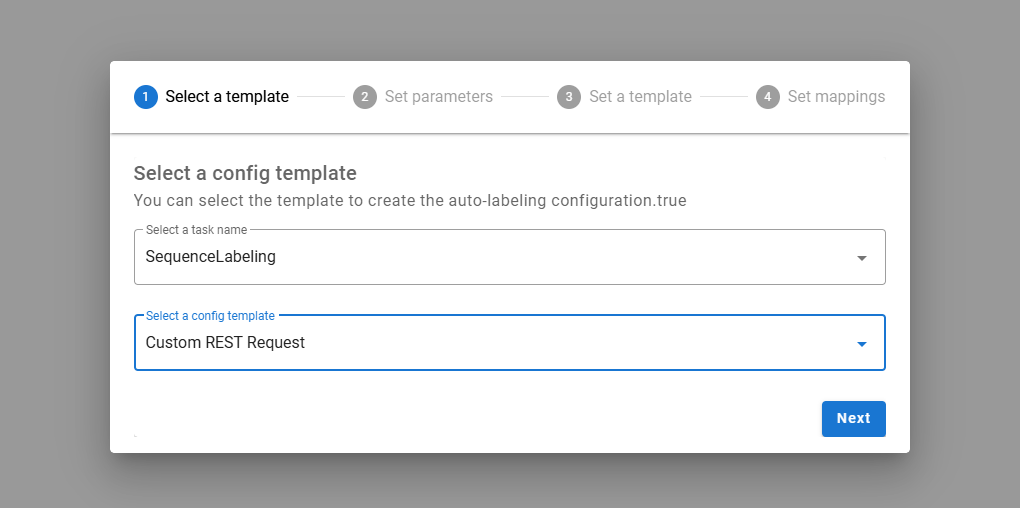 1 Select a template 2 Set parameters 3 Set a template 4 Set mappings
Select a config template
You can select the template to create the auto-labeling configuration.true
Select a task name
SequenceLabeling
Select a config template
Custom REST Request
Next